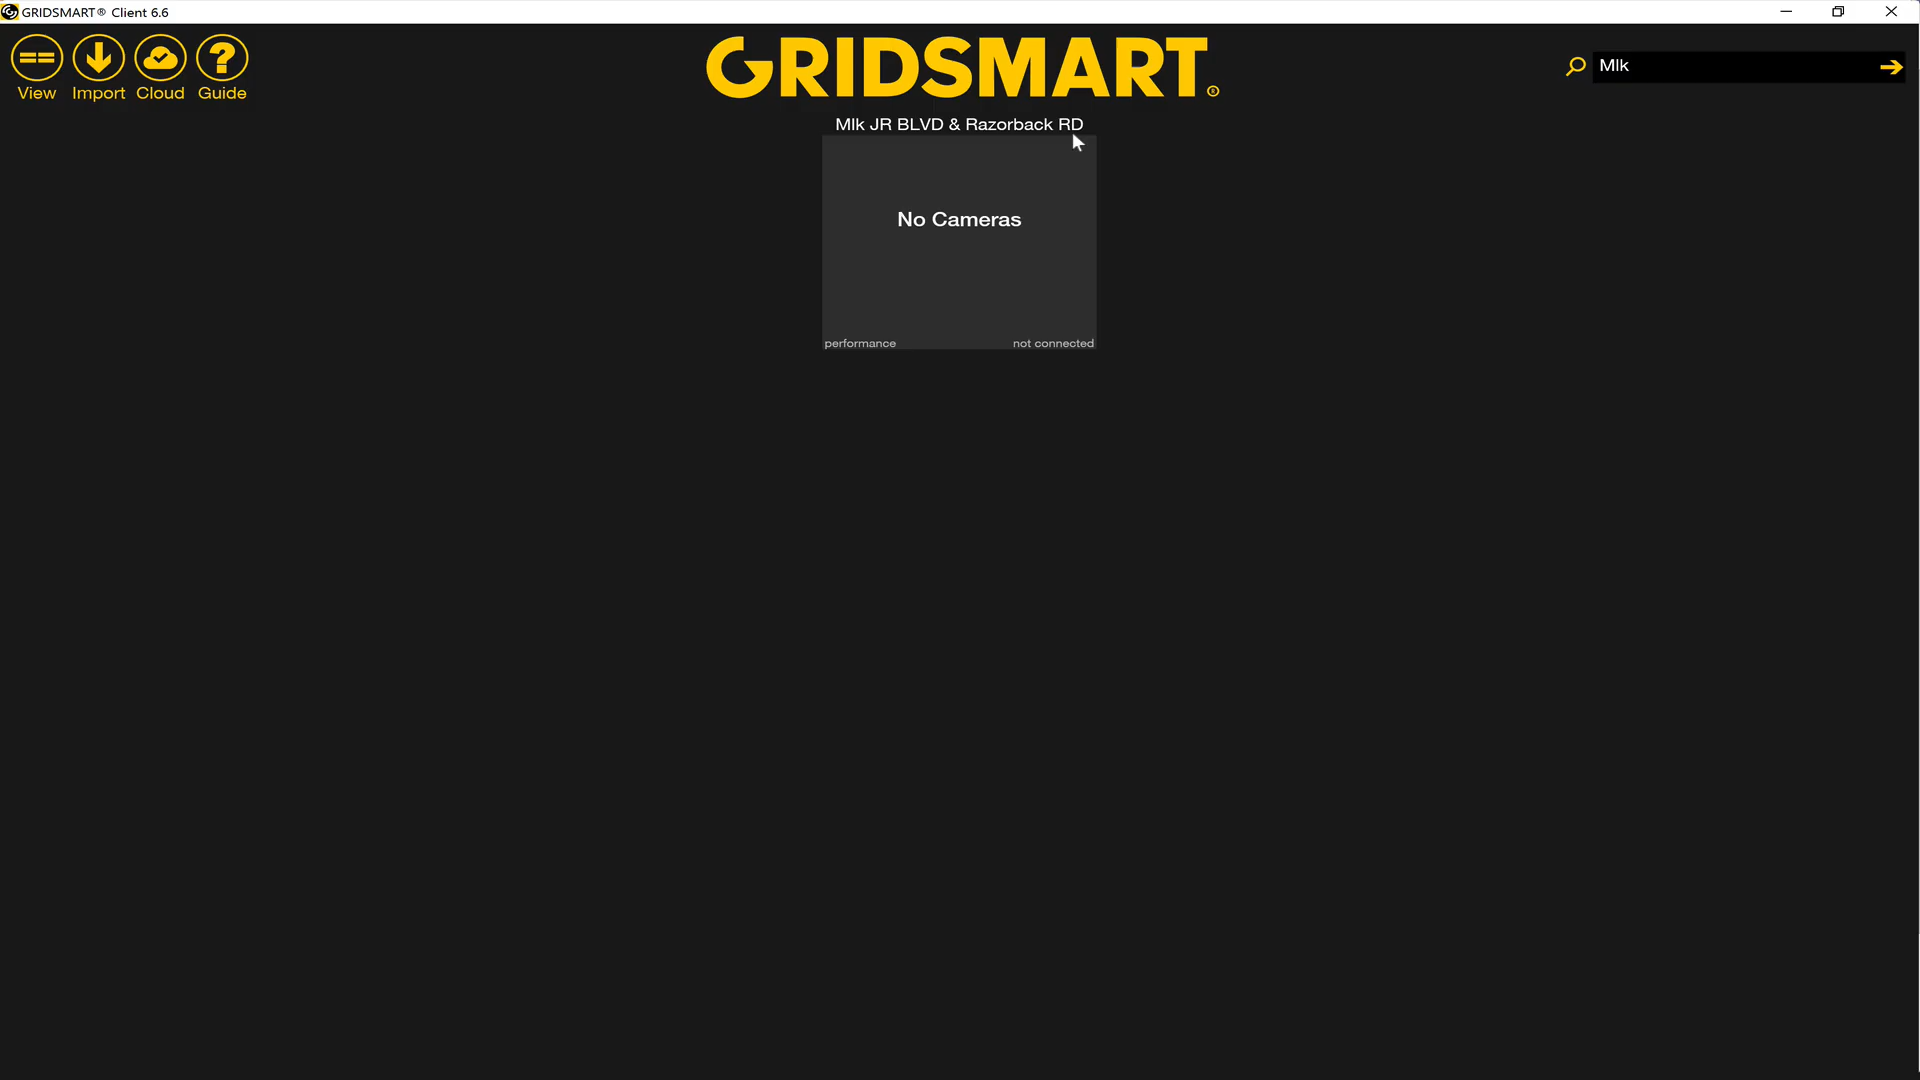 GRIDSMART® Client 6.6
View Import Cloud Guide
GRIDSMART®
Mlk
Mlk JR BLVD & Razorback RD
No Cameras
performance not connected